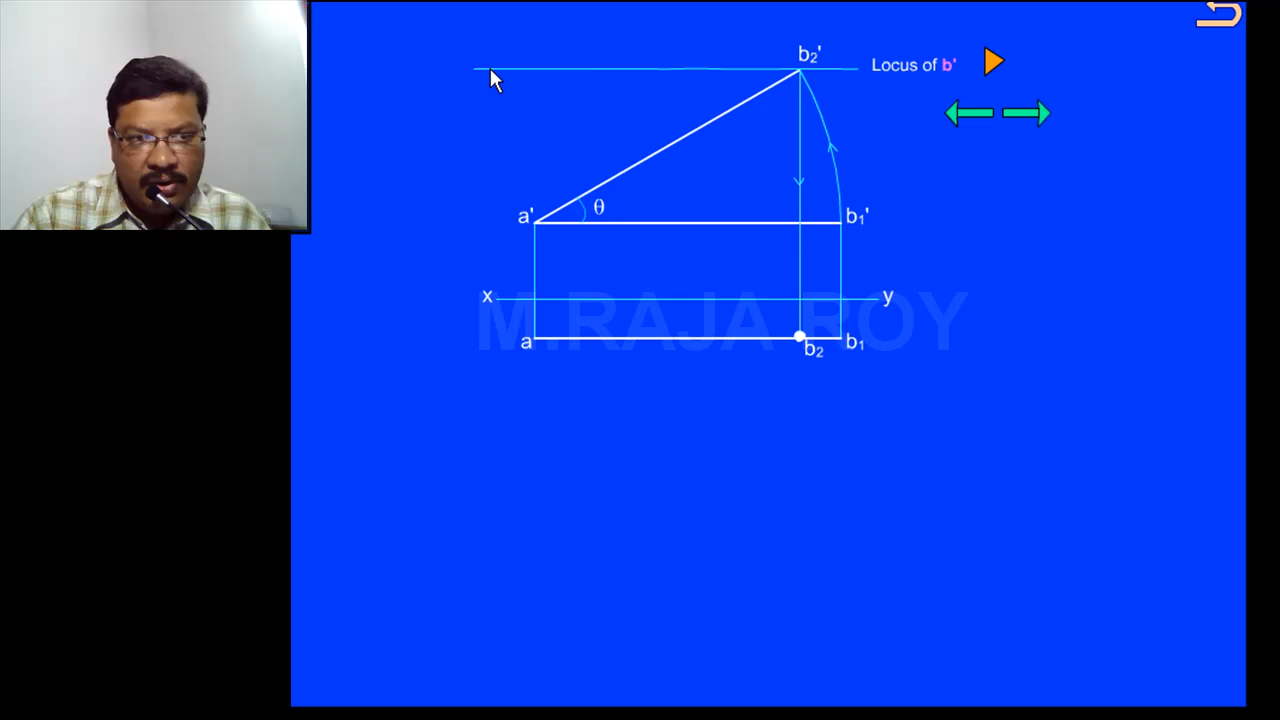 b₂'
Locus of b'
a'
θ
b₁'
x
y
M.RAJA ROY
a
b₂
b₁